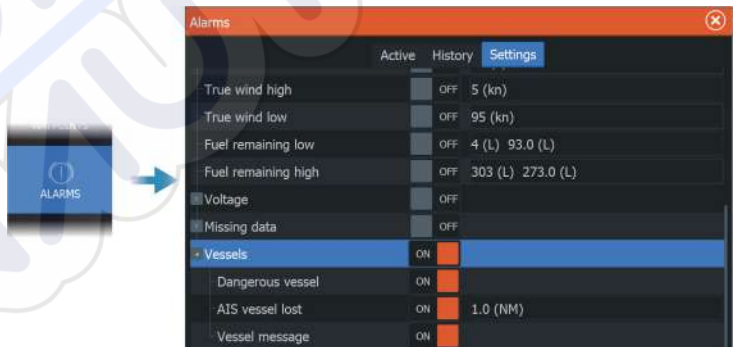 Alarms
Active History Settings
True wind high OFF 5 (kn)
True wind low OFF 95 (kn)
Fuel remaining low OFF 4 (L) 93.0 (L)
Fuel remaining high OFF 303 (L) 273.0 (L)
ALARMS
Voltage OFF
Missing data OFF
Vessels ON
Dangerous vessel ON
AIS vessel lost ON 1.0 (NM)
Vessel message ON